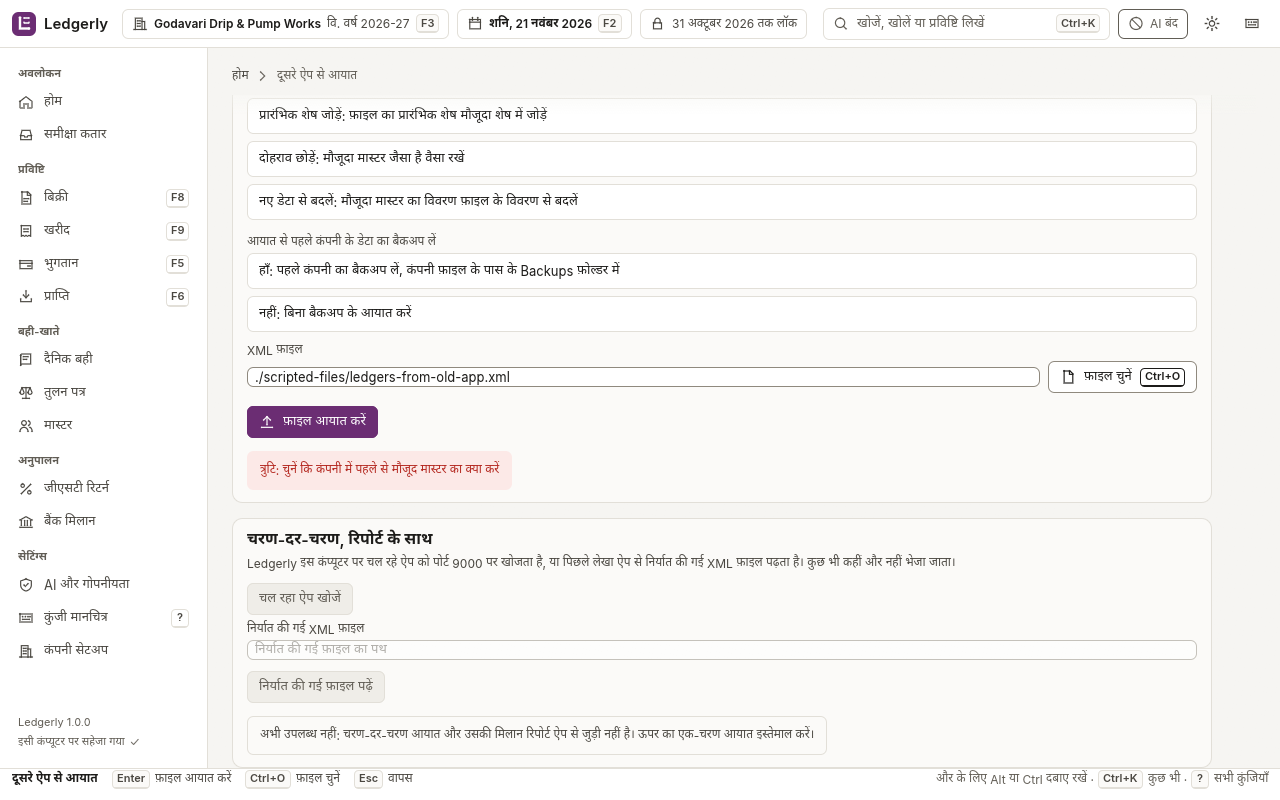 Ledgerly
Godavari Drip & Pump Works वि. वर्ष 2026-27 F3
शनि, 21 नवंबर 2026 F2
31 अक्टूबर 2026 तक लॉक
खोजें, खोलें या प्रविष्टि लिखें Ctrl+K
AI बंद
अवलोकन
होम
समीक्षा कतार
प्रविष्टि
बिक्री F8
खरीद F9
भुगतान F5
प्राप्ति F6
बही-खाते
दैनिक बही
तुलन पत्र
मास्टर
अनुपालन
जीएसटी रिटर्न
बैंक मिलान
सेटिंग्स
AI और गोपनीयता
कुंजी मानचित्र ?
कंपनी सेटअप
Ledgerly 1.0.0
इसी कंप्यूटर पर सहेजा गया
होम > दूसरे ऐप से आयात
प्रारंभिक शेष जोड़ें: फ़ाइल का प्रारंभिक शेष मौजूदा शेष में जोड़ें
दोहराव छोड़ें: मौजूदा मास्टर जैसा है वैसा रखें
नए डेटा से बदलें: मौजूदा मास्टर का विवरण फ़ाइल के विवरण से बदलें
आयात से पहले कंपनी के डेटा का बैकअप लें
हाँ: पहले कंपनी का बैकअप लें, कंपनी फ़ाइल के पास के Backups फ़ोल्डर में
नहीं: बिना बैकअप के आयात करें
XML फ़ाइल
./scripted-files/ledgers-from-old-app.xml
फ़ाइल चुनें Ctrl+O
फ़ाइल आयात करें
त्रुटि: चुनें कि कंपनी में पहले से मौजूद मास्टर का क्या करें
चरण-दर-चरण, रिपोर्ट के साथ
Ledgerly इस कंप्यूटर पर चल रहे ऐप को पोर्ट 9000 पर खोजता है, या पिछले लेखा ऐप से निर्यात की गई XML फ़ाइल पढ़ता है। कुछ भी कहीं और नहीं भेजा जाता।
चल रहा ऐप खोजें
निर्यात की गई XML फ़ाइल
निर्यात की गई फ़ाइल का पथ
निर्यात की गई फ़ाइल पढ़ें
अभी उपलब्ध नहीं: चरण-दर-चरण आयात और उसकी मिलान रिपोर्ट ऐप से जुड़ी नहीं है। ऊपर का एक-चरण आयात इस्तेमाल करें।
दूसरे ऐप से आयात Enter फ़ाइल आयात करें Ctrl+O फ़ाइल चुनें Esc वापस
और के लिए Alt या Ctrl दबाए रखें · Ctrl+K कुछ भी · ? सभी कुंजियाँ